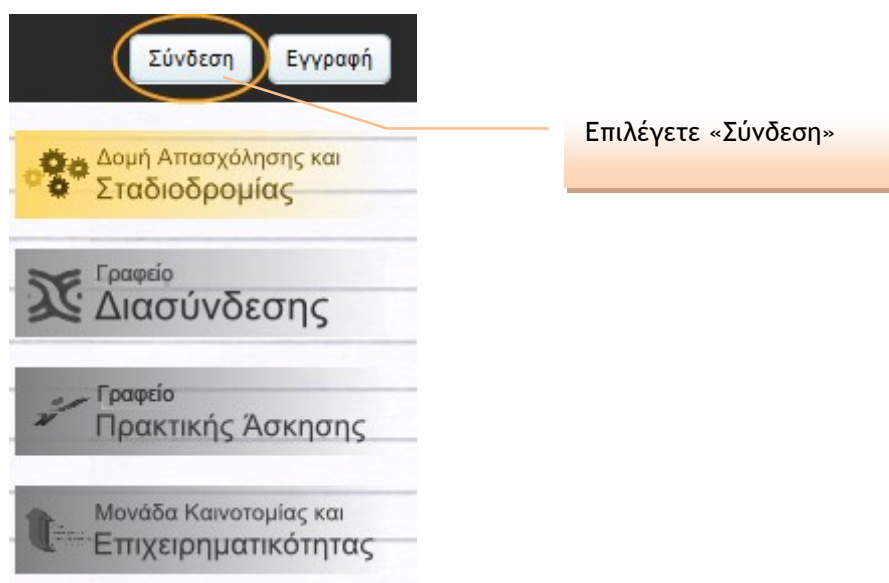 Σύνδεση Εγγραφή
Επιλέγετε «Σύνδεση»
Δομή Απασχόλησης και
Σταδιοδρομίας
Γραφείο
Διασύνδεσης
Γραφείο
Πρακτικής Άσκησης
Μονάδα Καινοτομίας και
Επιχειρηματικότητας